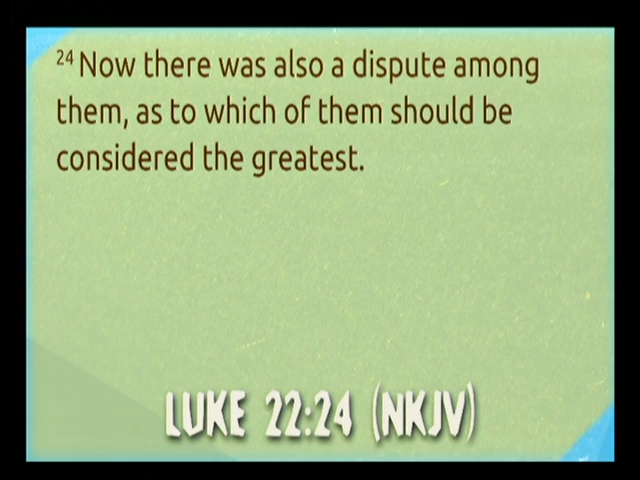 24 Now there was also a dispute among
them, as to which of them should be
considered the greatest.
LUKE 22:24 (NKJV)